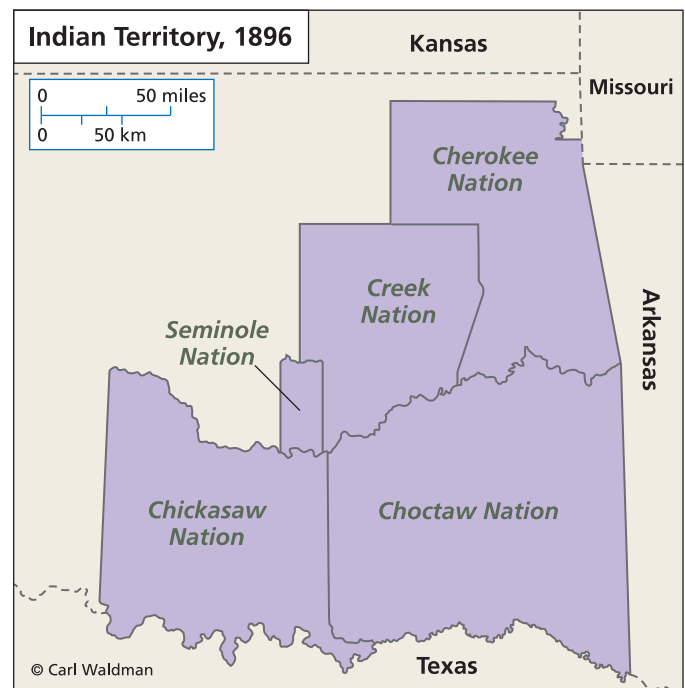 Indian Territory, 1896
Kansas
Missouri
0 50 miles
0 50 km
Cherokee
Nation
Creek
Nation
Arkansas
Seminole
Nation
Chickasaw
Nation
Choctaw Nation
© Carl Waldman
Texas